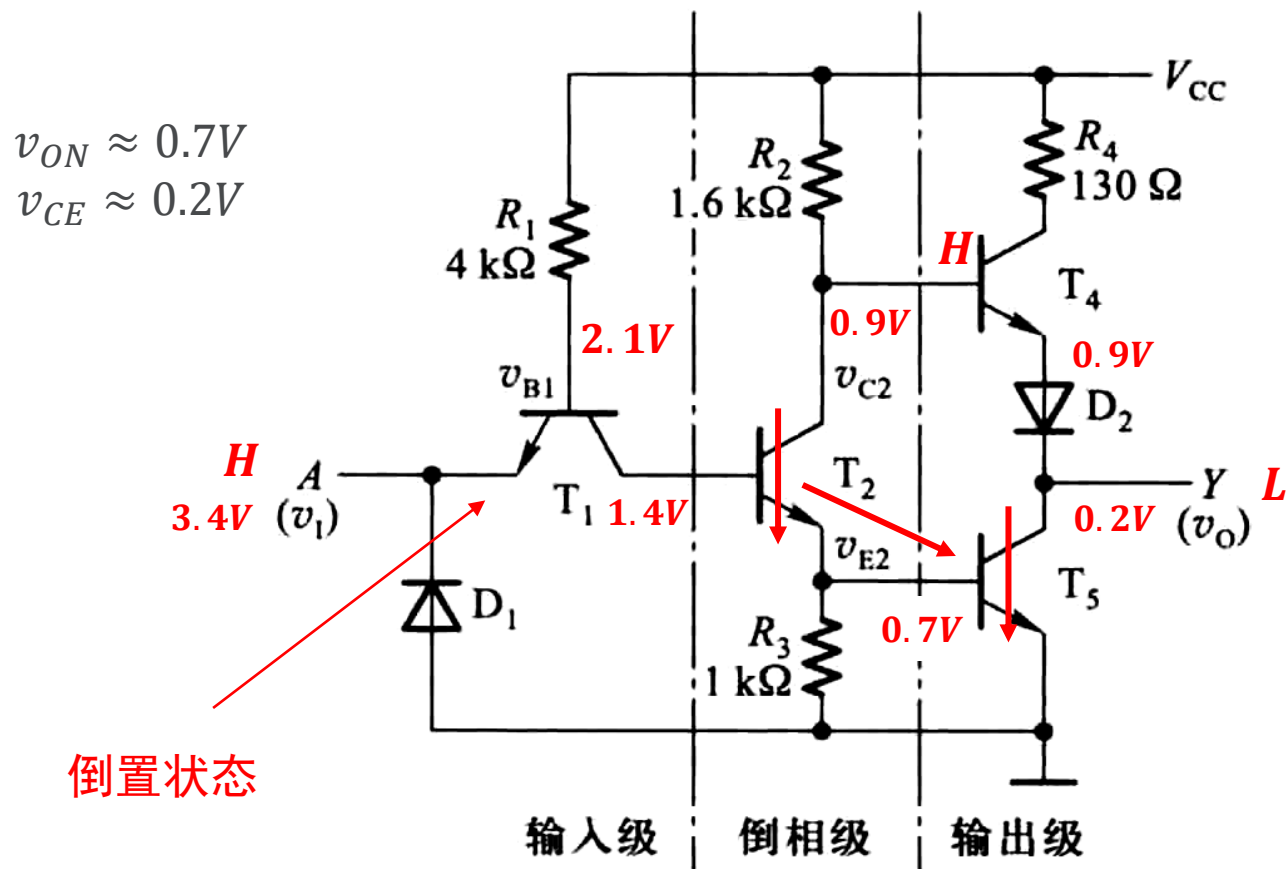 V_CC
v_ON ≈ 0.7V
v_CE ≈ 0.2V
R_4
130 Ω
R_2
1.6 kΩ
R_1
4 kΩ
H
T_4
2.1V
0.9V
0.9V
v_B1
v_C2
D_2
H
A
3.4V
(v_I)
T_1
1.4V
T_2
Y
L
0.2V
(v_O)
v_E2
T_5
D_1
0.7V
R_3
1 kΩ
倒置状态
输入级
倒相级
输出级